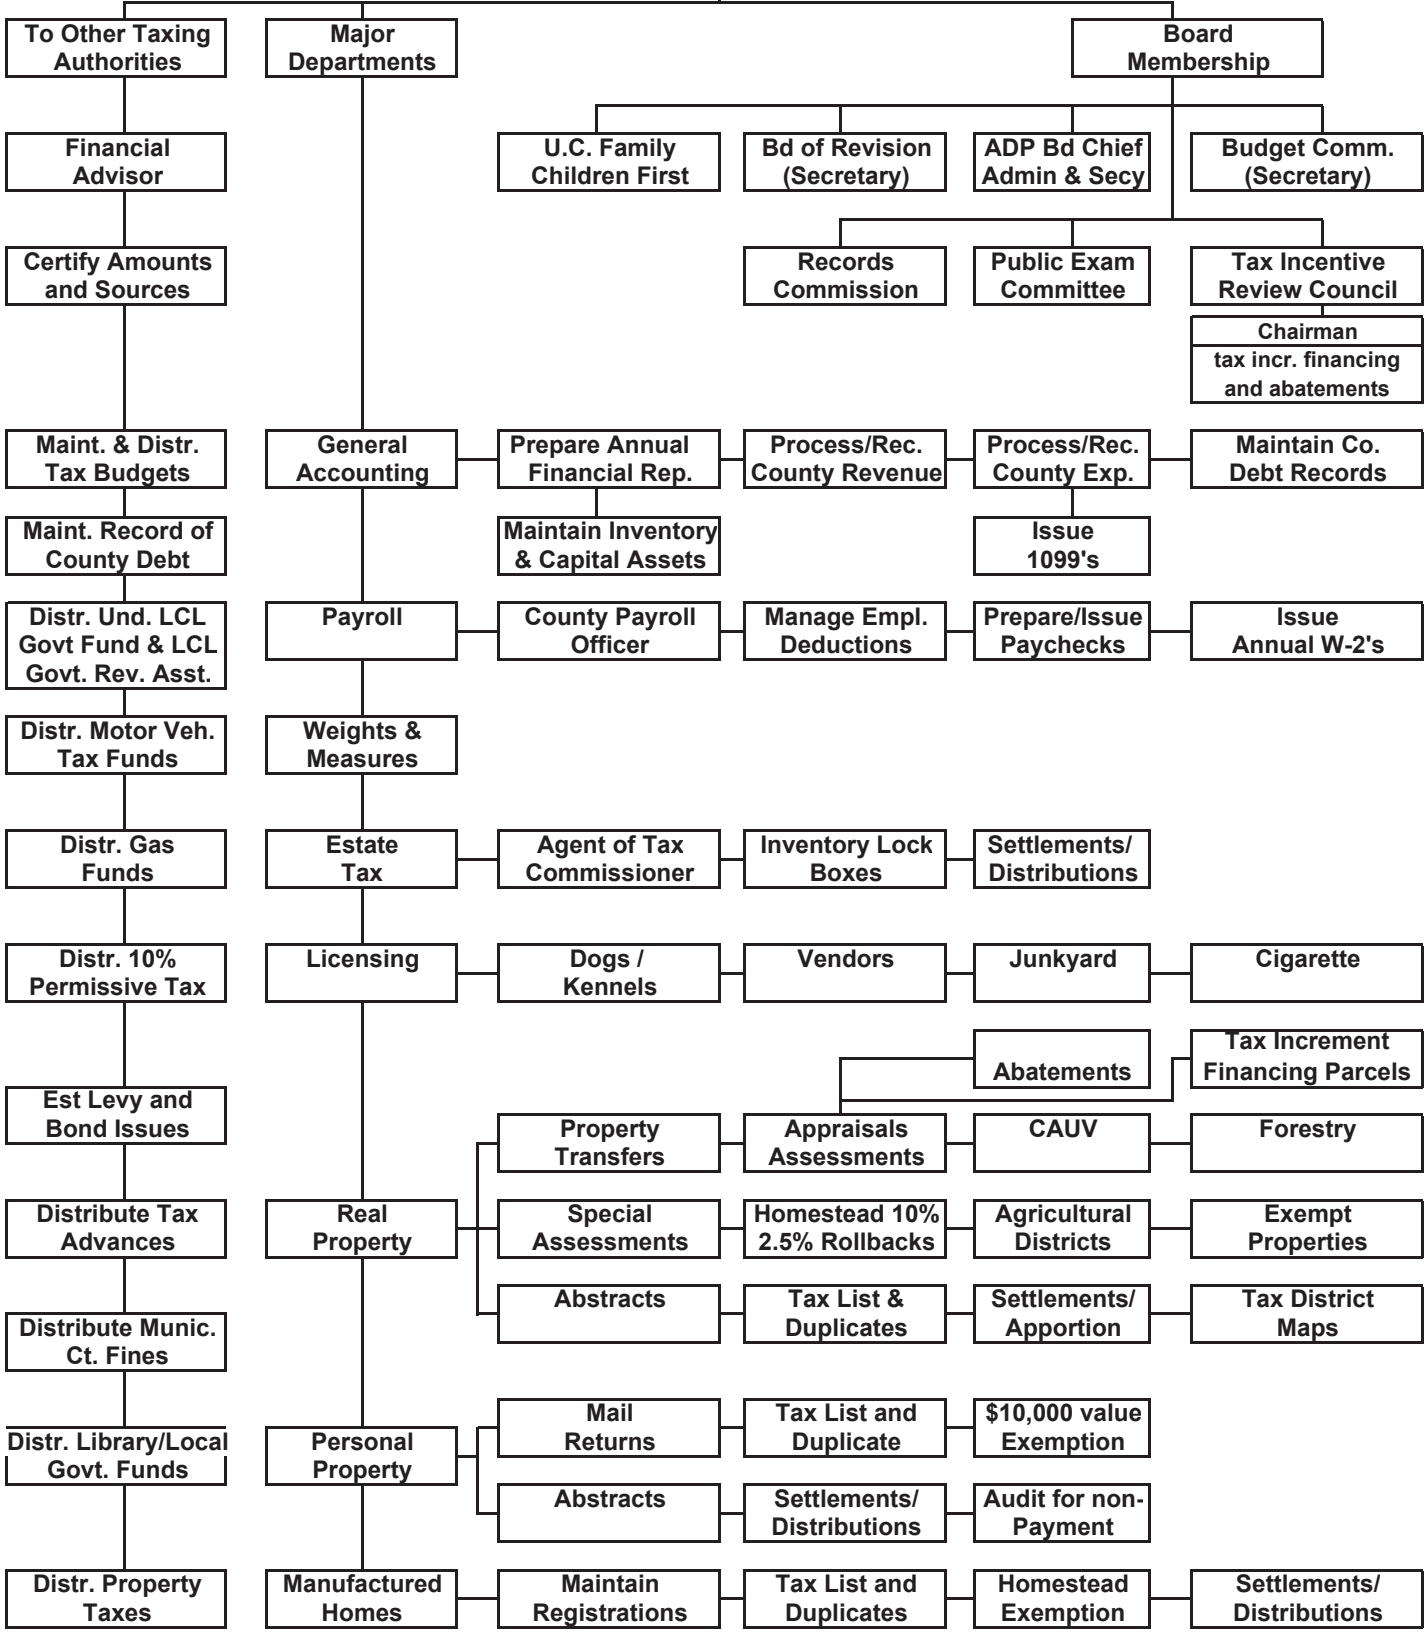 To Other Taxing
Authorities
Major
Departments
Board
Membership
Financial
Advisor
U.C. Family
Children First
Bd of Revision
(Secretary)
ADP Bd Chief
Admin & Secy
Budget Comm.
(Secretary)
Certify Amounts
and Sources
Records
Commission
Public Exam
Committee
Tax Incentive
Review Council
Chairman
tax incr. financing
and abatements
Maint. & Distr.
Tax Budgets
General
Accounting
Prepare Annual
Financial Rep.
Process/Rec.
County Revenue
Process/Rec.
County Exp.
Maintain Co.
Debt Records
Maint. Record of
County Debt
Maintain Inventory
& Capital Assets
Issue
1099's
Distr. Und. LCL
Govt Fund & LCL
Govt. Rev. Asst.
Payroll
County Payroll
Officer
Manage Empl.
Deductions
Prepare/Issue
Paychecks
Issue
Annual W-2's
Distr. Motor Veh.
Tax Funds
Weights &
Measures
Distr. Gas
Funds
Estate
Tax
Agent of Tax
Commissioner
Inventory Lock
Boxes
Settlements/
Distributions
Distr. 10%
Permissive Tax
Licensing
Dogs /
Kennels
Vendors
Junkyard
Cigarette
Abatements
Tax Increment
Financing Parcels
Est Levy and
Bond Issues
Property
Transfers
Appraisals
Assessments
CAUV
Forestry
Distribute Tax
Advances
Real
Property
Special
Assessments
Homestead 10%
2.5% Rollbacks
Agricultural
Districts
Exempt
Properties
Abstracts
Tax List &
Duplicates
Settlements/
Apportion
Tax District
Maps
Distribute Munic.
Ct. Fines
Mail
Returns
Tax List and
Duplicate
$10,000 value
Exemption
Distr. Library/Local
Govt. Funds
Personal
Property
Abstracts
Settlements/
Distributions
Audit for non-
Payment
Distr. Property
Taxes
Manufactured
Homes
Maintain
Registrations
Tax List and
Duplicates
Homestead
Exemption
Settlements/
Distributions